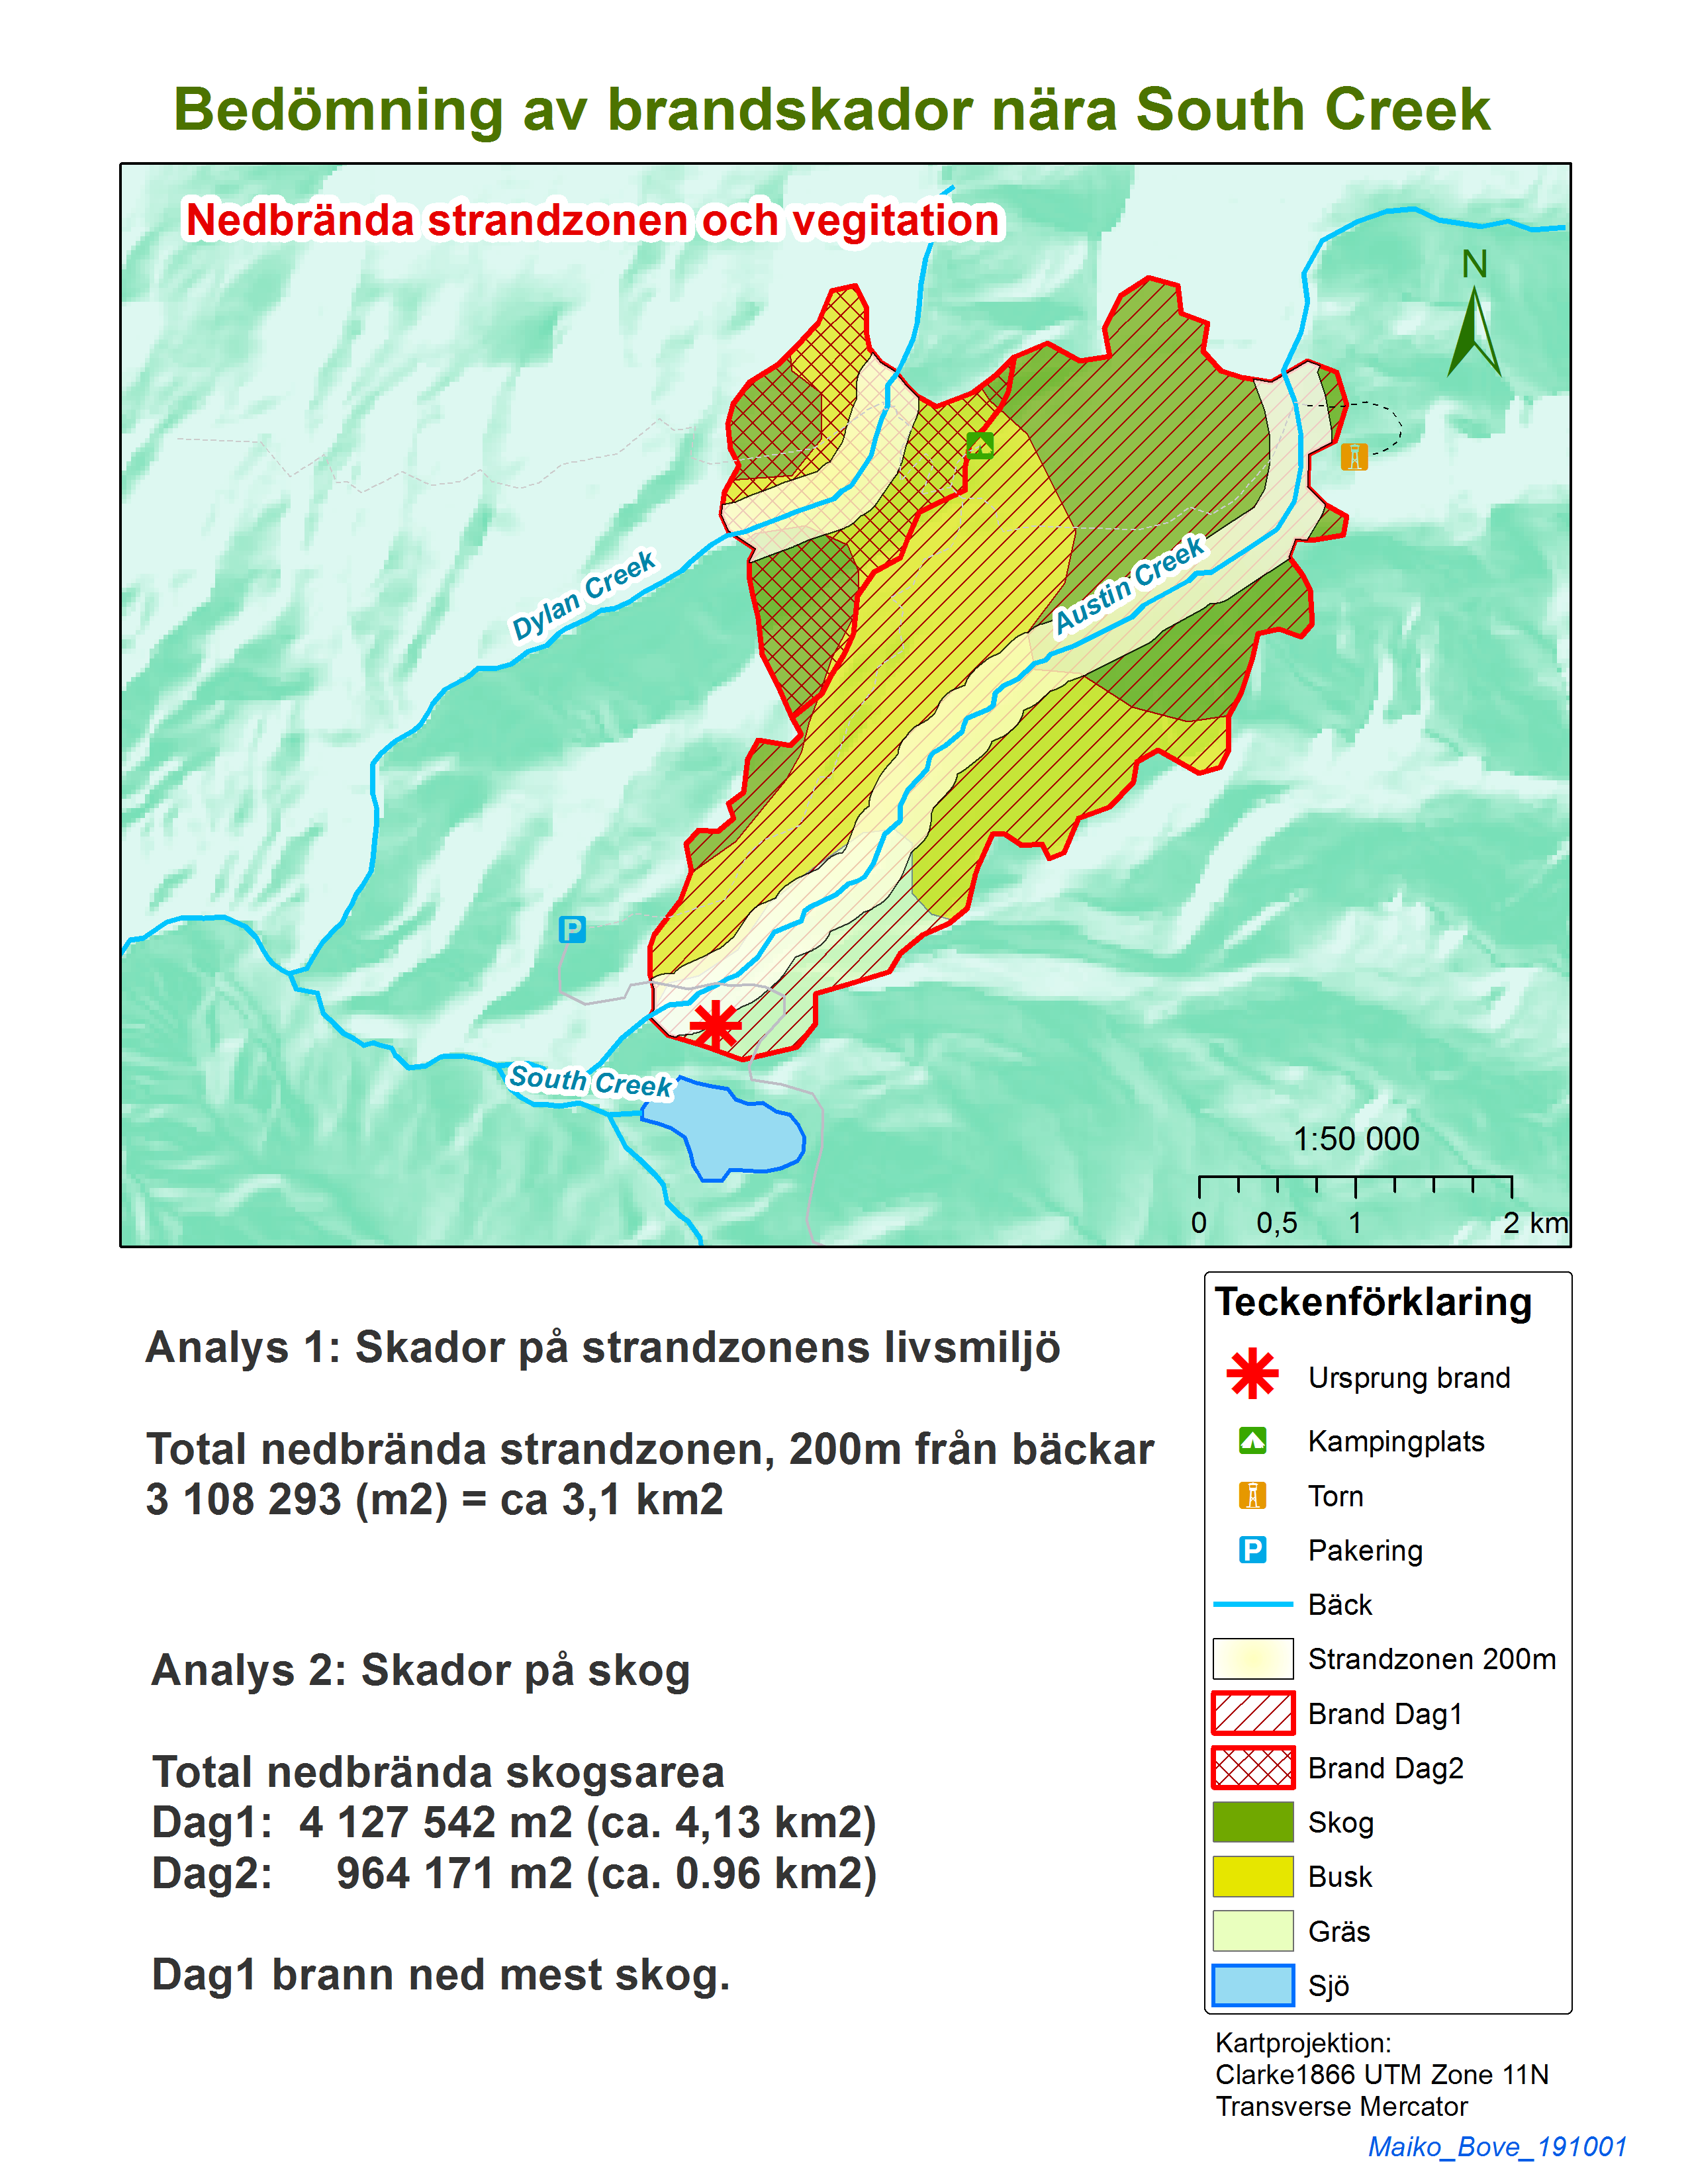 Bedömning av brandskador nära South Creek
Nedbrända strandzonen och vegitation
N
Dylan Creek
Austin Creek
P
South Creek
1:50 000
0 0,5 1 2 km
Analys 1: Skador på strandzonens livsmiljö
Total nedbrända strandzonen, 200m från bäckar
3 108 293 (m2) = ca 3,1 km2
Analys 2: Skador på skog
Total nedbrända skogsarea
Dag1: 4 127 542 m2 (ca. 4,13 km2)
Dag2: 964 171 m2 (ca. 0.96 km2)
Dag1 brann ned mest skog.
Teckenförklaring
Ursprung brand
Kampingplats
Torn
P Pakering
Bäck
Strandzonen 200m
Brand Dag1
Brand Dag2
Skog
Busk
Gräs
Sjö
Kartprojektion:
Clarke1866 UTM Zone 11N
Transverse Mercator
Maiko_Bove_191001